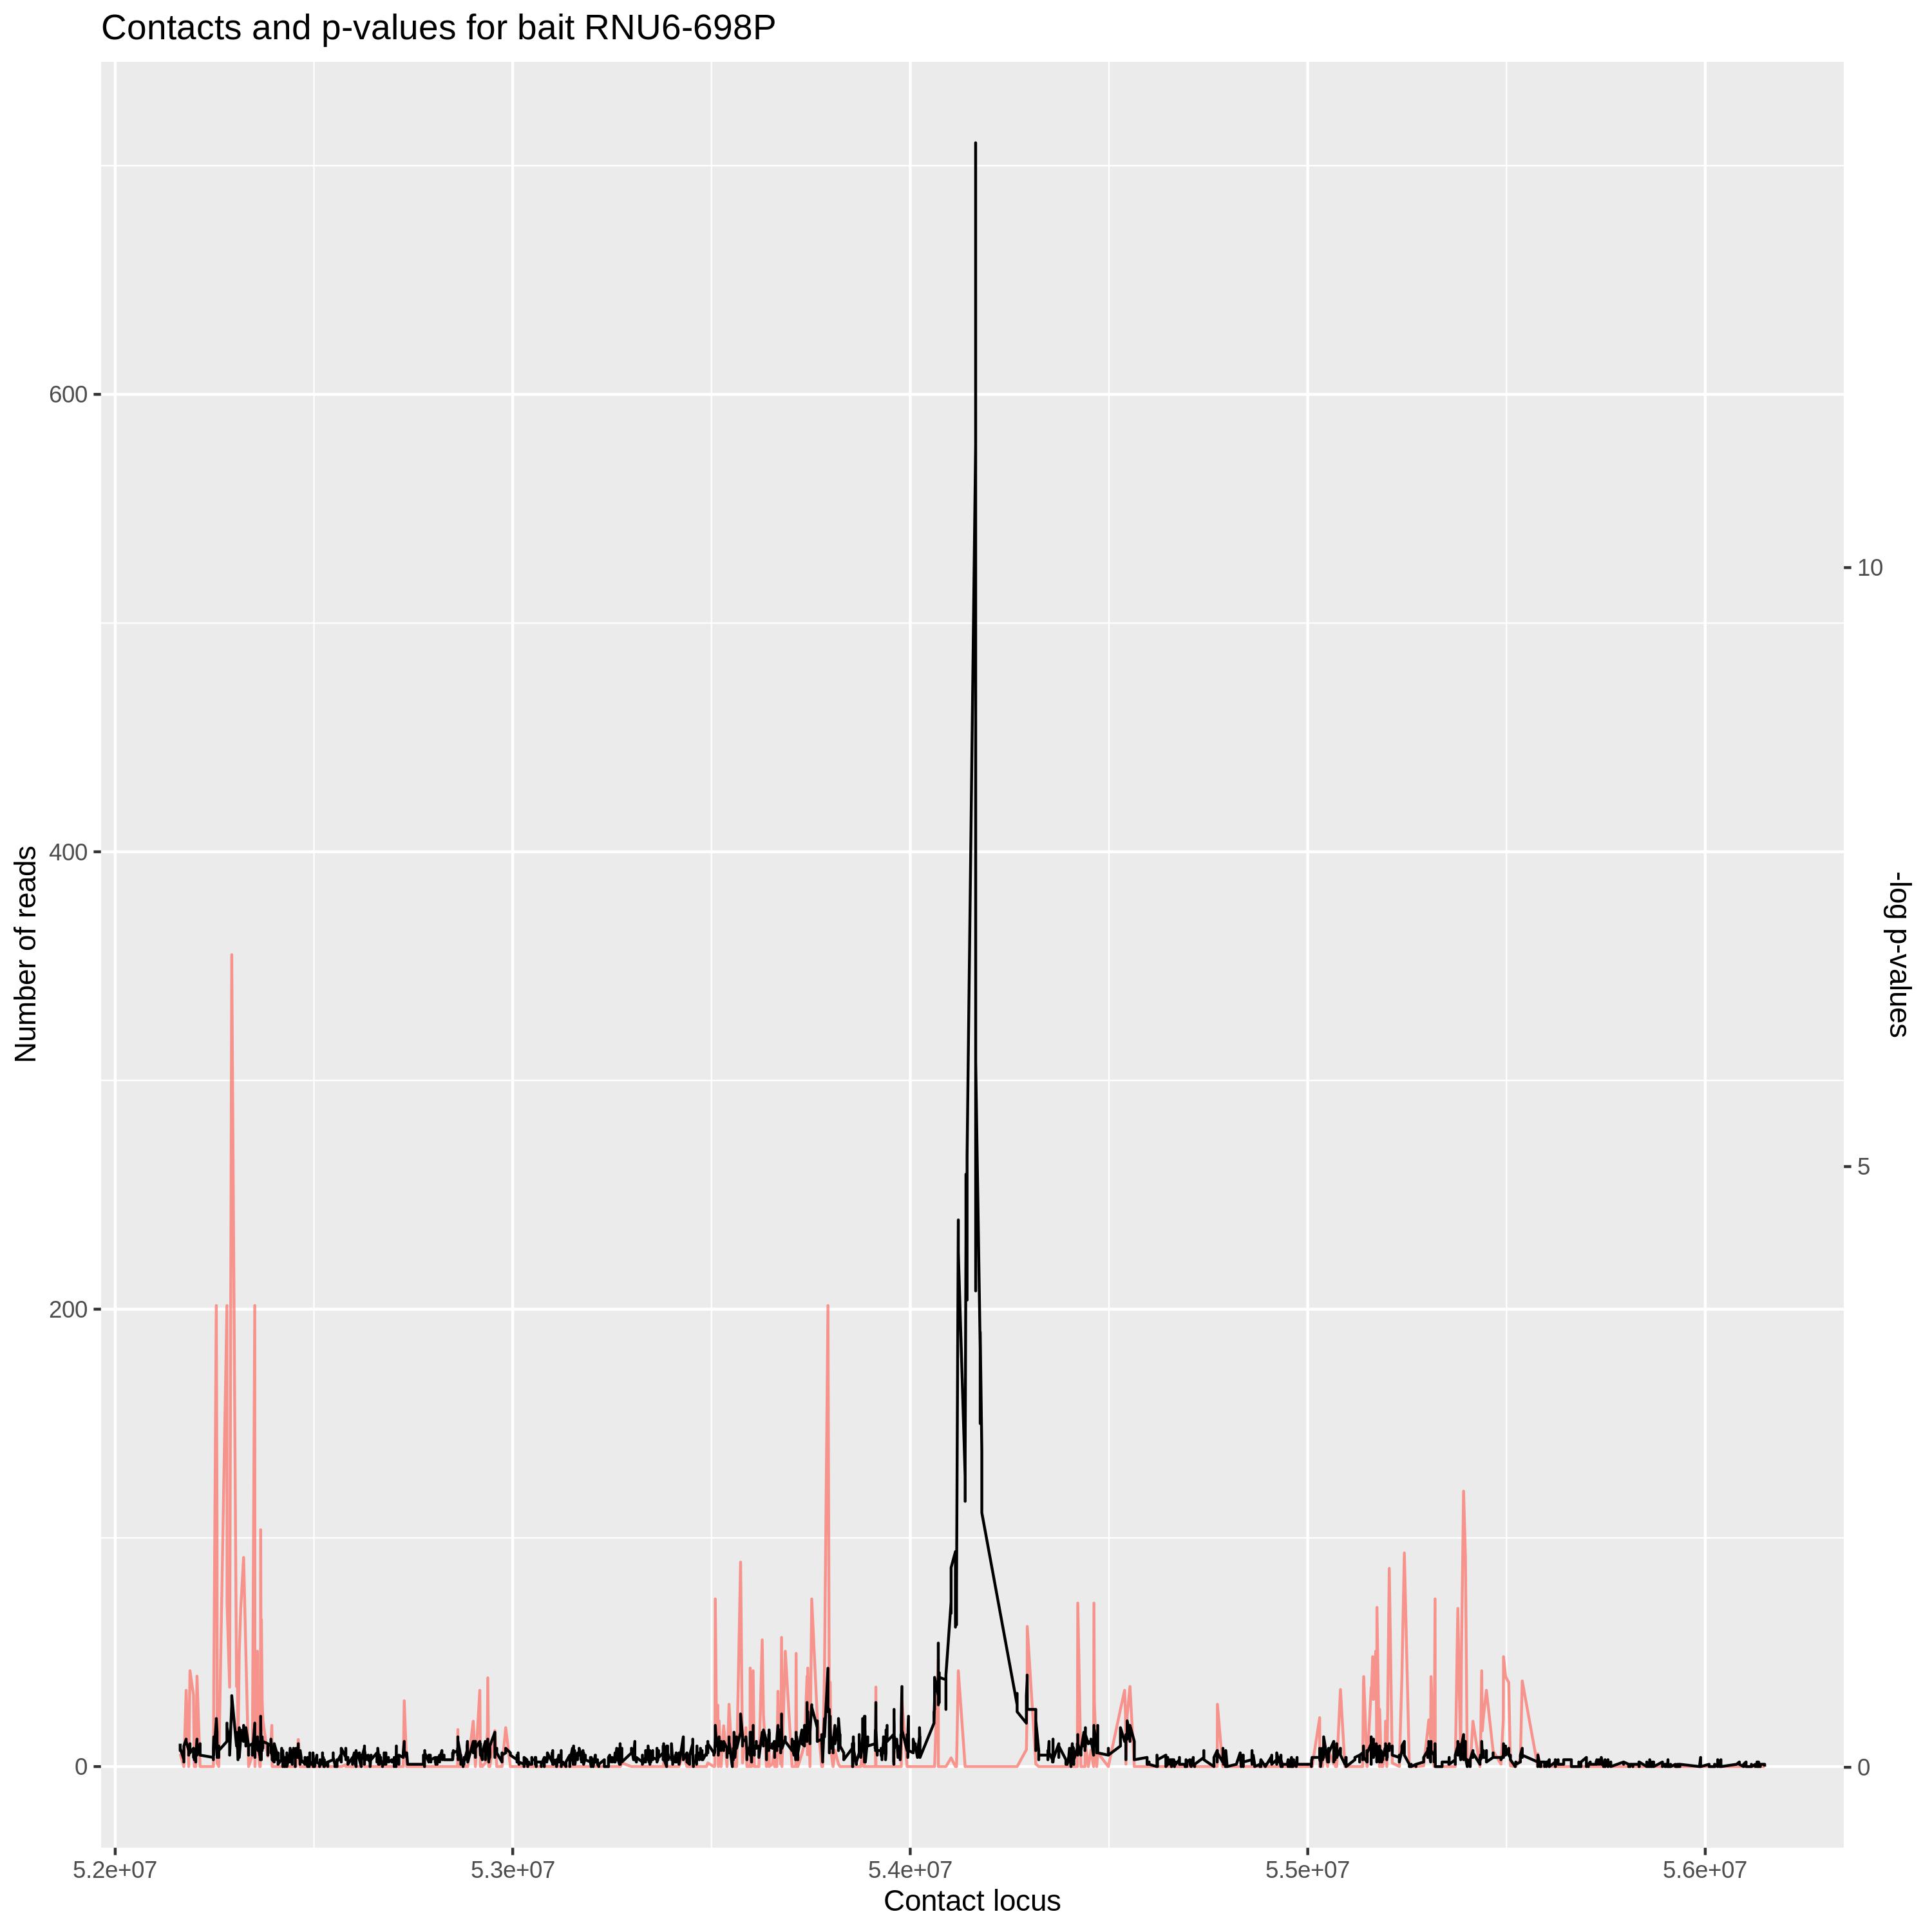 Contacts and p-values for bait RNU6-698P
600
400
200
0
Number of reads
10
5
0
-log p-values
5.2e+07
5.3e+07
5.4e+07
5.5e+07
5.6e+07
Contact locus